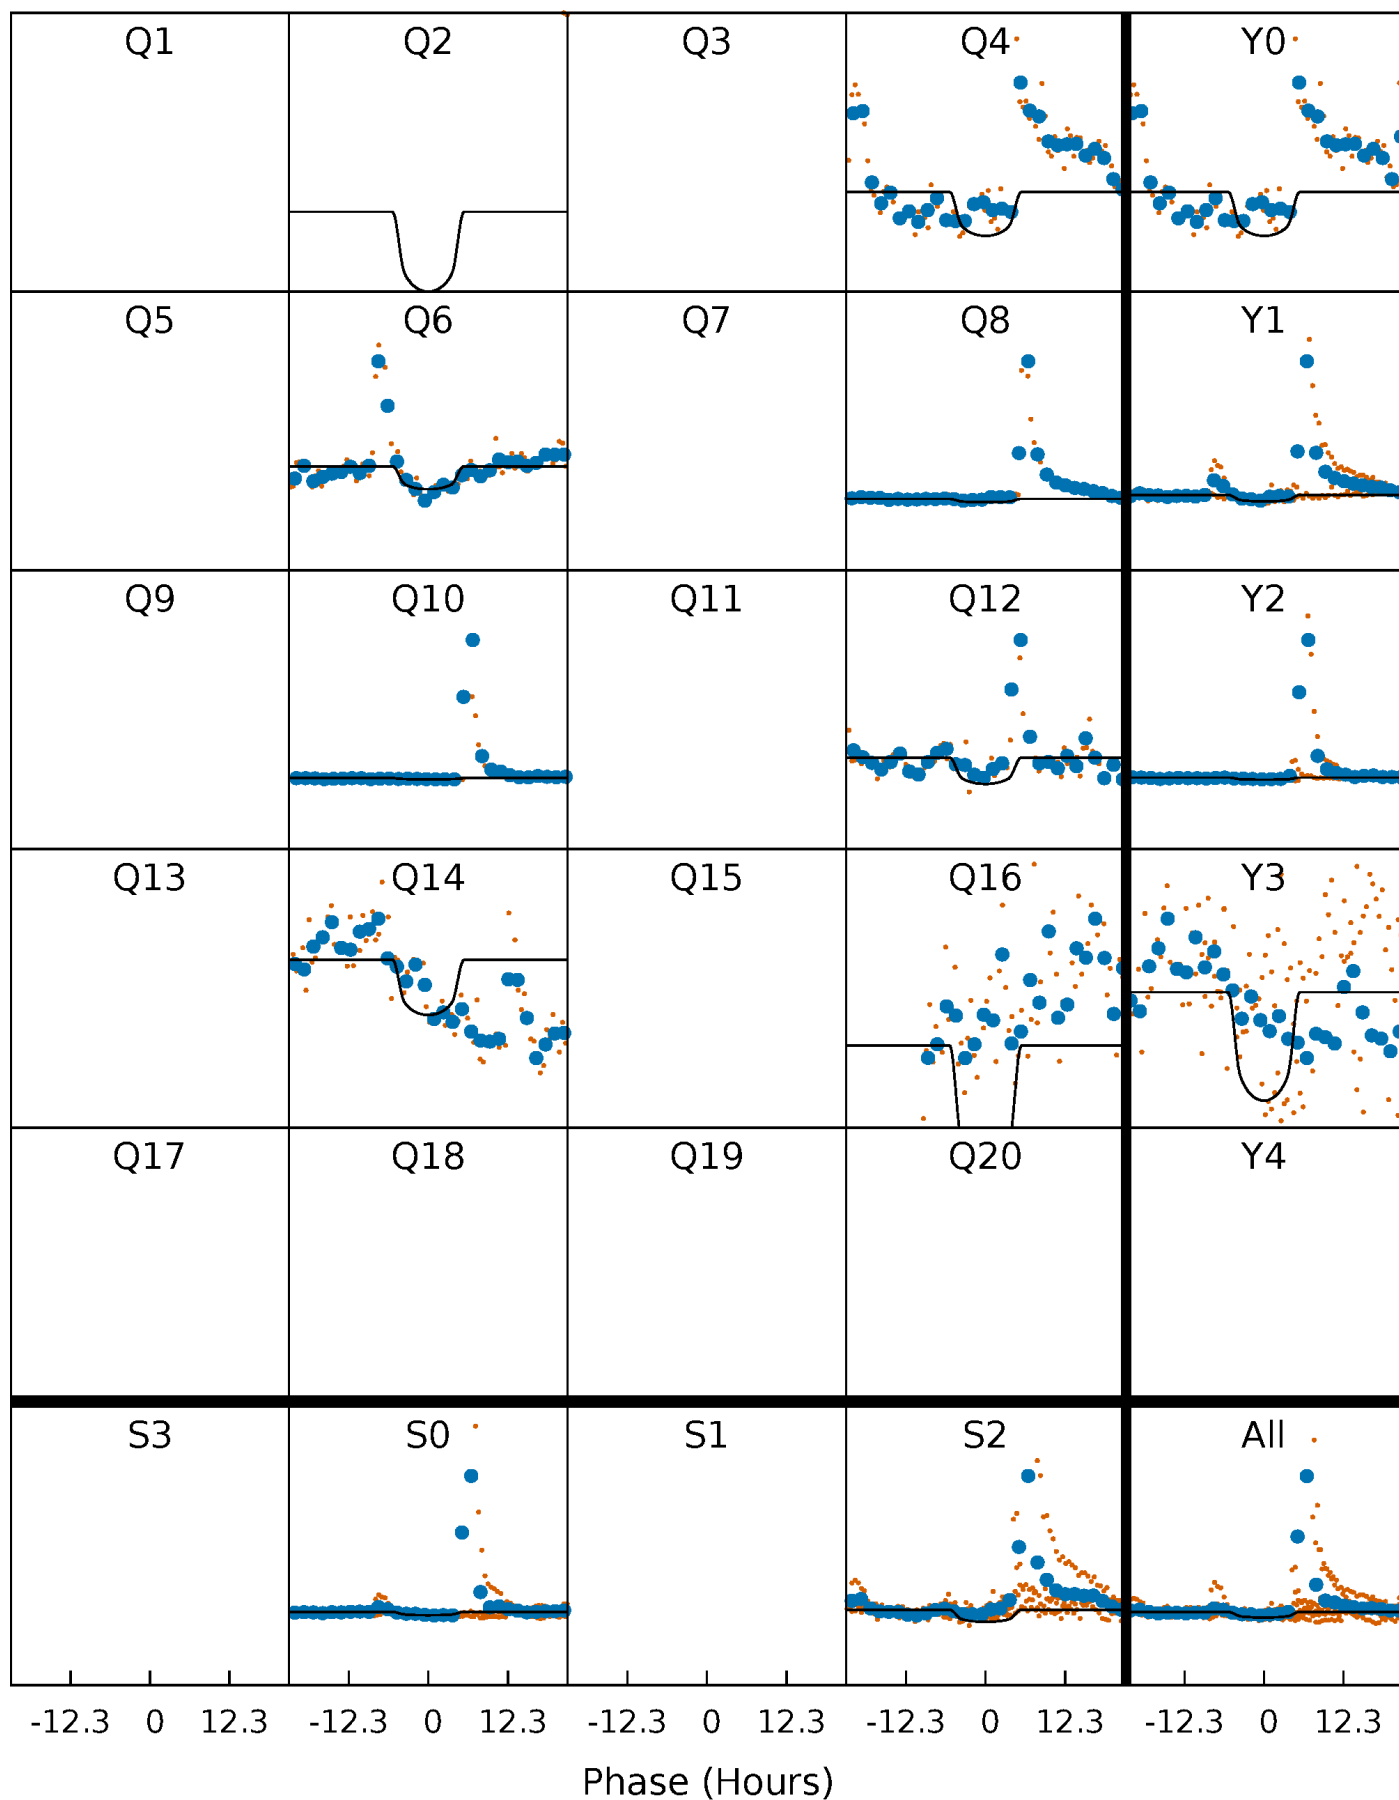 Q1 Q2 Q3 Q4 Y0
Q5 Q6 Q7 Q8 Y1
Q9 Q10 Q11 Q12 Y2
Q13 Q14 Q15 Q16 Y3
Q17 Q18 Q19 Q20 Y4
S3 S0 S1 S2 All
-12.3 0 12.3 -12.3 0 12.3 -12.3 0 12.3 -12.3 0 12.3 -12.3 0 12.3
Phase (Hours)